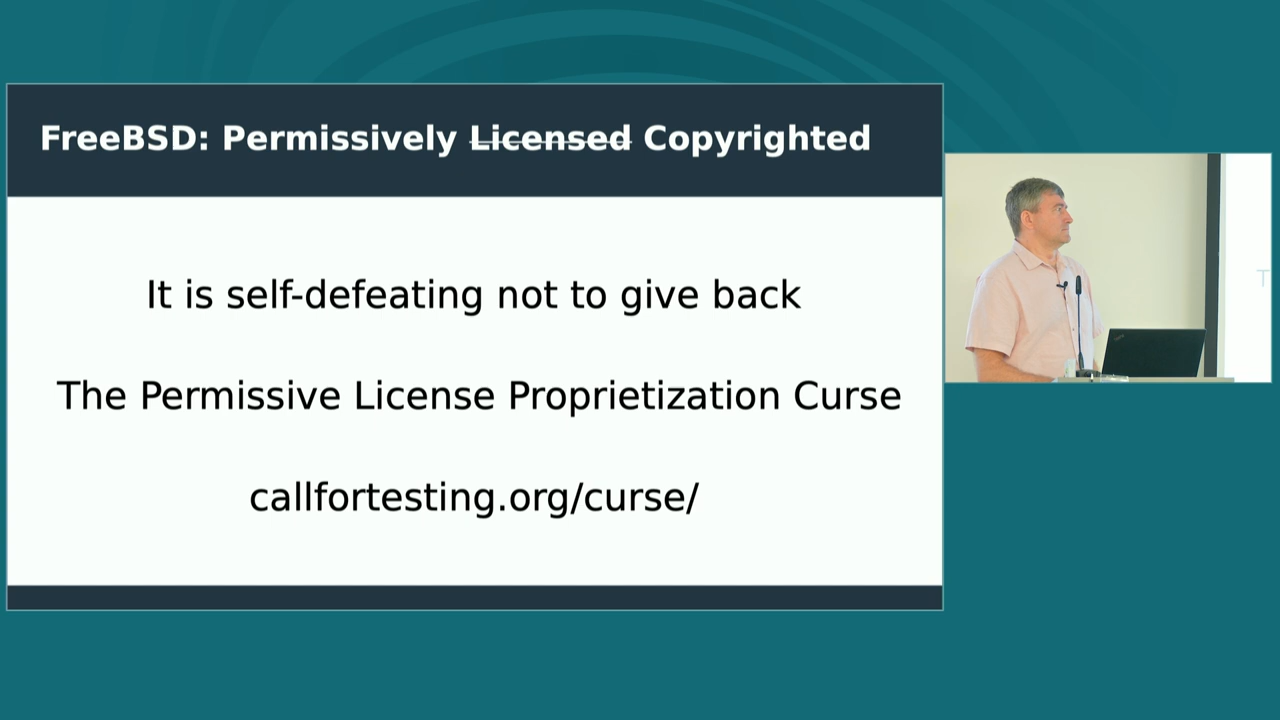 FreeBSD: Permissively Licensed Copyrighted
It is self-defeating not to give back
The Permissive License Proprietization Curse
callfortesting.org/curse/
T